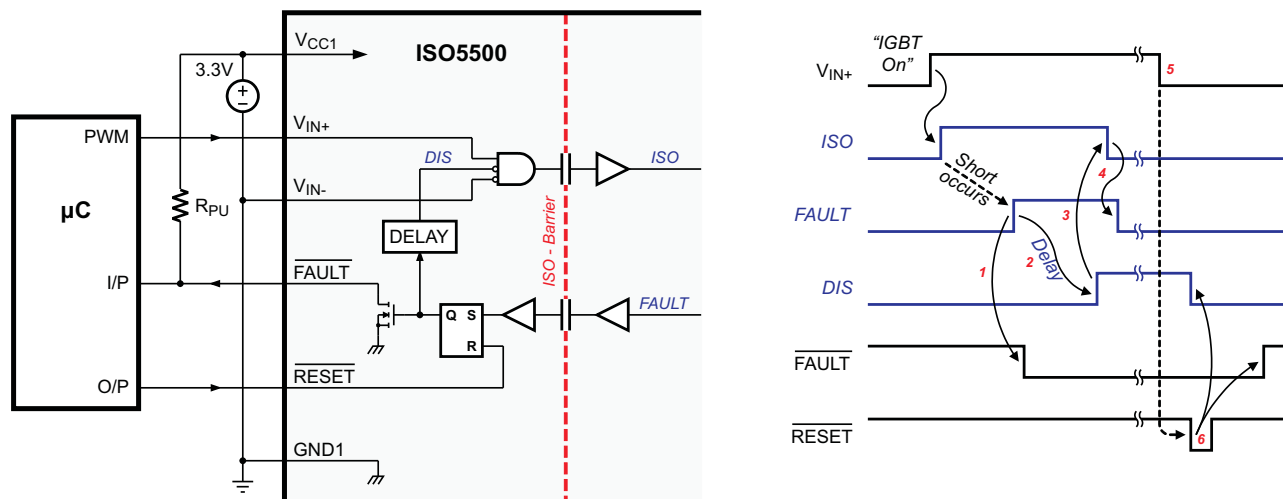 VCC1
ISO5500
3.3V
PWM
VIN+
DIS
ISO
VIN-
µC
RPU
DELAY
ISO - Barrier
I/P
FAULT
FAULT
Q
S
R
RESET
O/P
GND1
"IGBT
On"
VIN+
5
ISO
Short
occurs
4
FAULT
3
1
2
Delay
DIS
FAULT
RESET
6